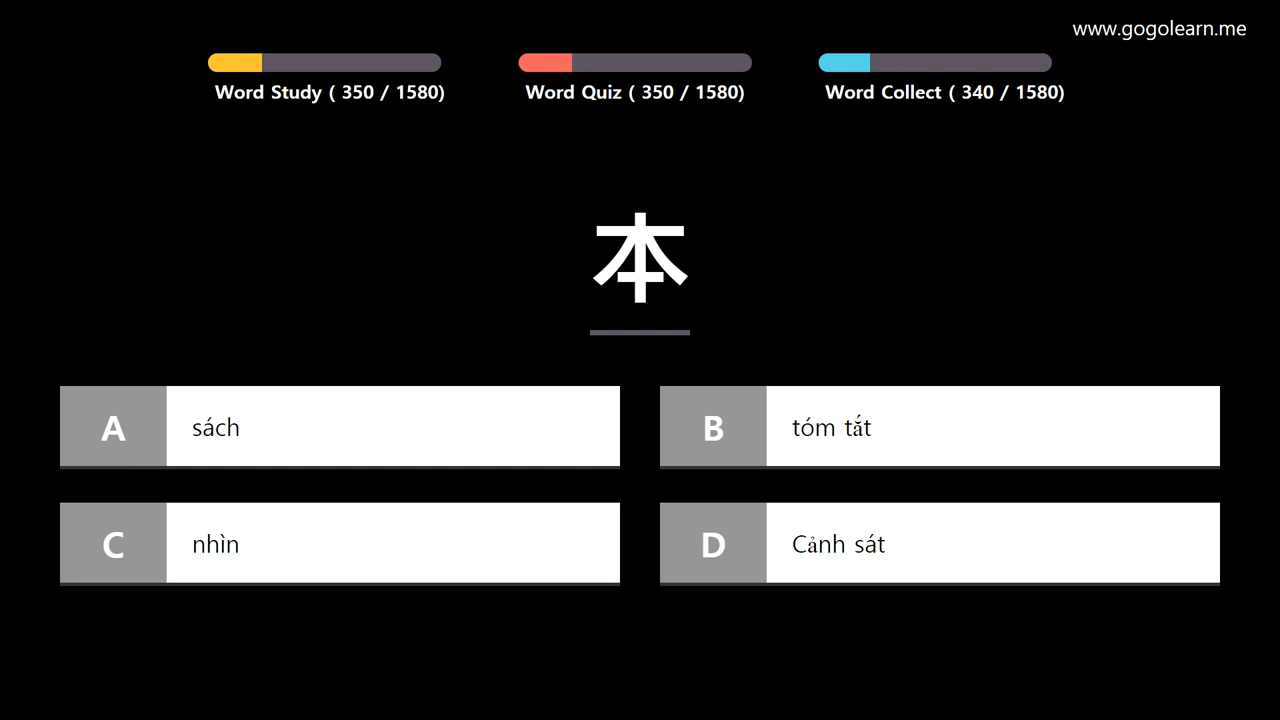 www.gogolearn.me
Word Study ( 350 / 1580)
Word Quiz ( 350 / 1580)
Word Collect ( 340 / 1580)
本
A sách
B tóm tắt
C nhìn
D Cảnh sát